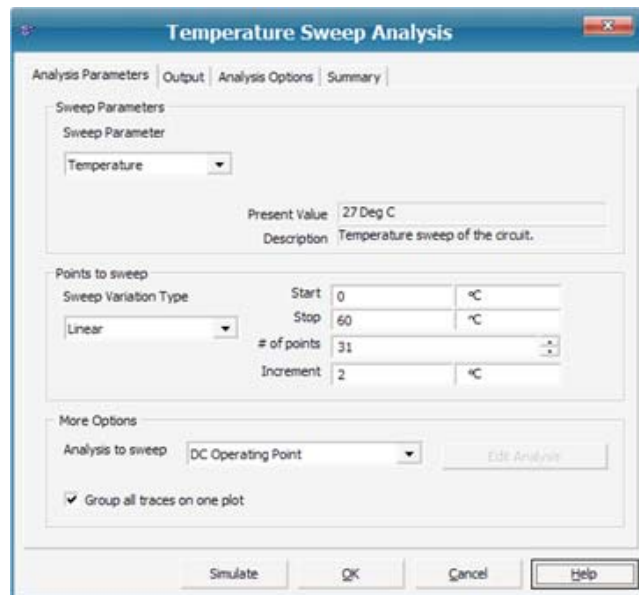 Temperature Sweep Analysis
Analysis Parameters Output Analysis Options Summary
Sweep Parameters
Sweep Parameter
Temperature
Present Value 27 Deg C
Description Temperature sweep of the circuit.
Points to sweep
Sweep Variation Type
Linear
Start 0 °C
Stop 60 °C
# of points 31
Increment 2 °C
More Options
Analysis to sweep DC Operating Point Edit Analysis
Group all traces on one plot
Simulate OK Cancel Help